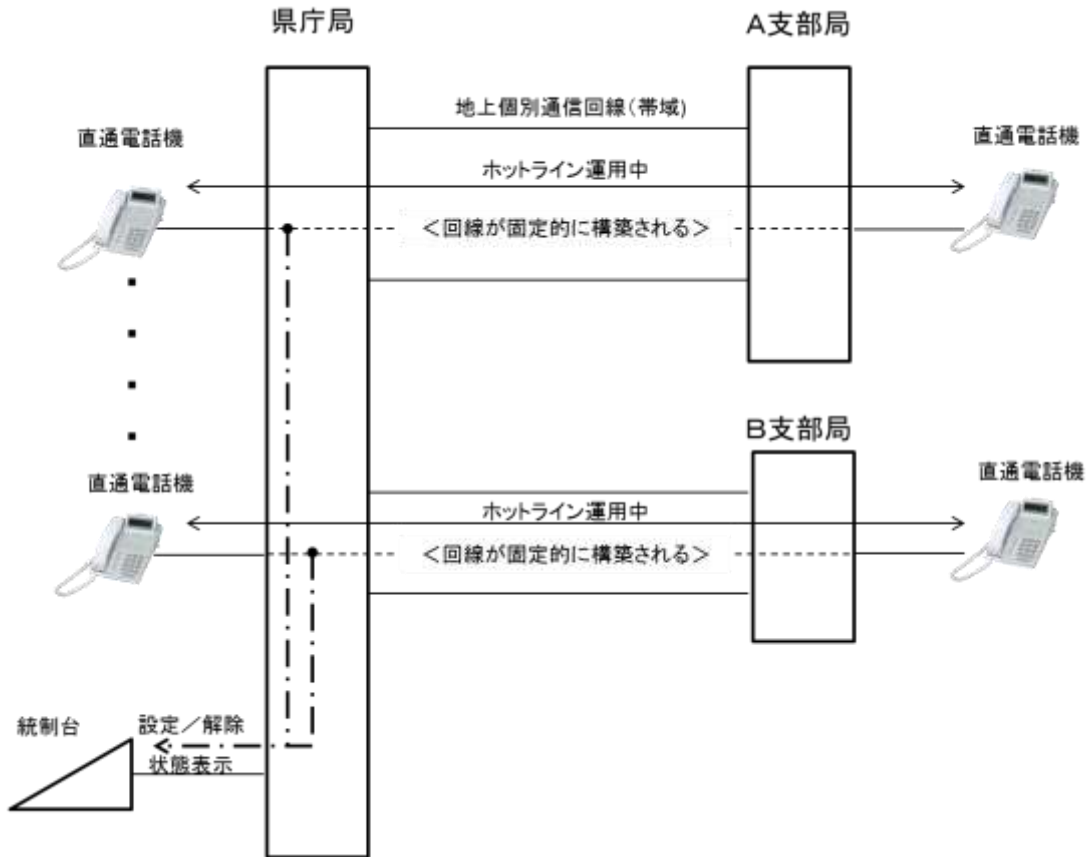 県庁局
A支部局
地上個別通信回線(帯域)
直通電話機
直通電話機
ホットライン運用中
<回線が固定的に構築される>
B支部局
直通電話機
直通電話機
ホットライン運用中
<回線が固定的に構築される>
統制台
設定/解除
状態表示